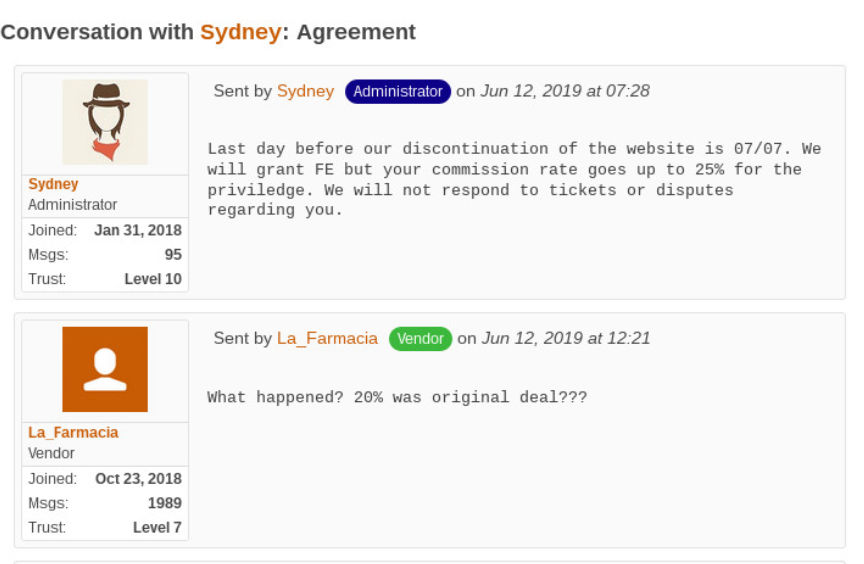 Conversation with Sydney: Agreement
Sent by Sydney Administrator on Jun 12, 2019 at 07:28
Last day before our discontinuation of the website is 07/07. We
will grant FE but your commission rate goes up to 25% for the
priviledge. We will not respond to tickets or disputes
regarding you.
Sydney
Administrator
Joined: Jan 31, 2018
Msgs: 95
Trust: Level 10
Sent by La_Farmacia Vendor on Jun 12, 2019 at 12:21
What happened? 20% was original deal???
La_Farmacia
Vendor
Joined: Oct 23, 2018
Msgs: 1989
Trust: Level 7